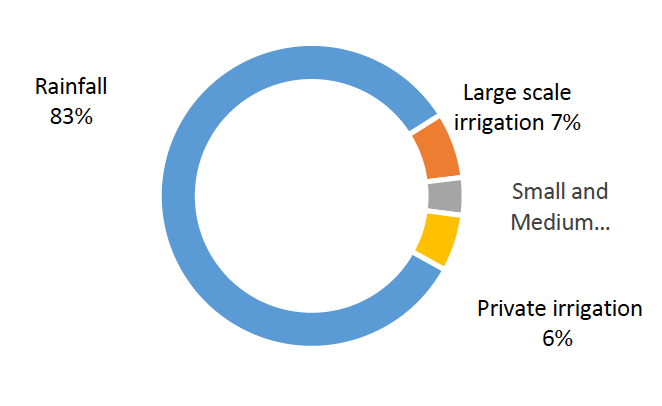 Rainfall
83%
Large scale
irrigation 7%
Small and
Medium...
Private irrigation
6%